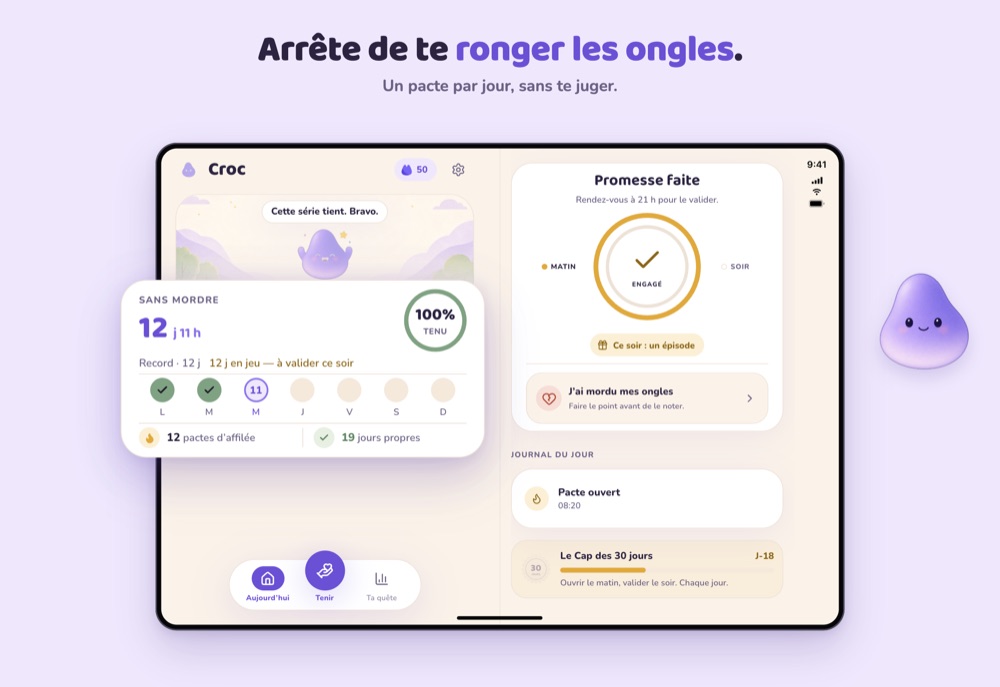 Arrête de te ronger les ongles.
Un pacte par jour, sans te juger.
Croc
50
Cette série tient. Bravo.
SANS MORDRE
12 j 11 h
100%
TENU
Record · 12 j 12 j en jeu — à valider ce soir
11
L M M J V S D
12 pactes d'affilée
19 jours propres
Aujourd'hui
Tenir
Ta quête
9:41
Promesse faite
Rendez-vous à 21 h pour le valider.
MATIN
ENGAGÉ
SOIR
Ce soir : un épisode
J'ai mordu mes ongles
Faire le point avant de le noter.
JOURNAL DU JOUR
Pacte ouvert
08:20
30
Le Cap des 30 jours
J-18
Ouvrir le matin, valider le soir. Chaque jour.